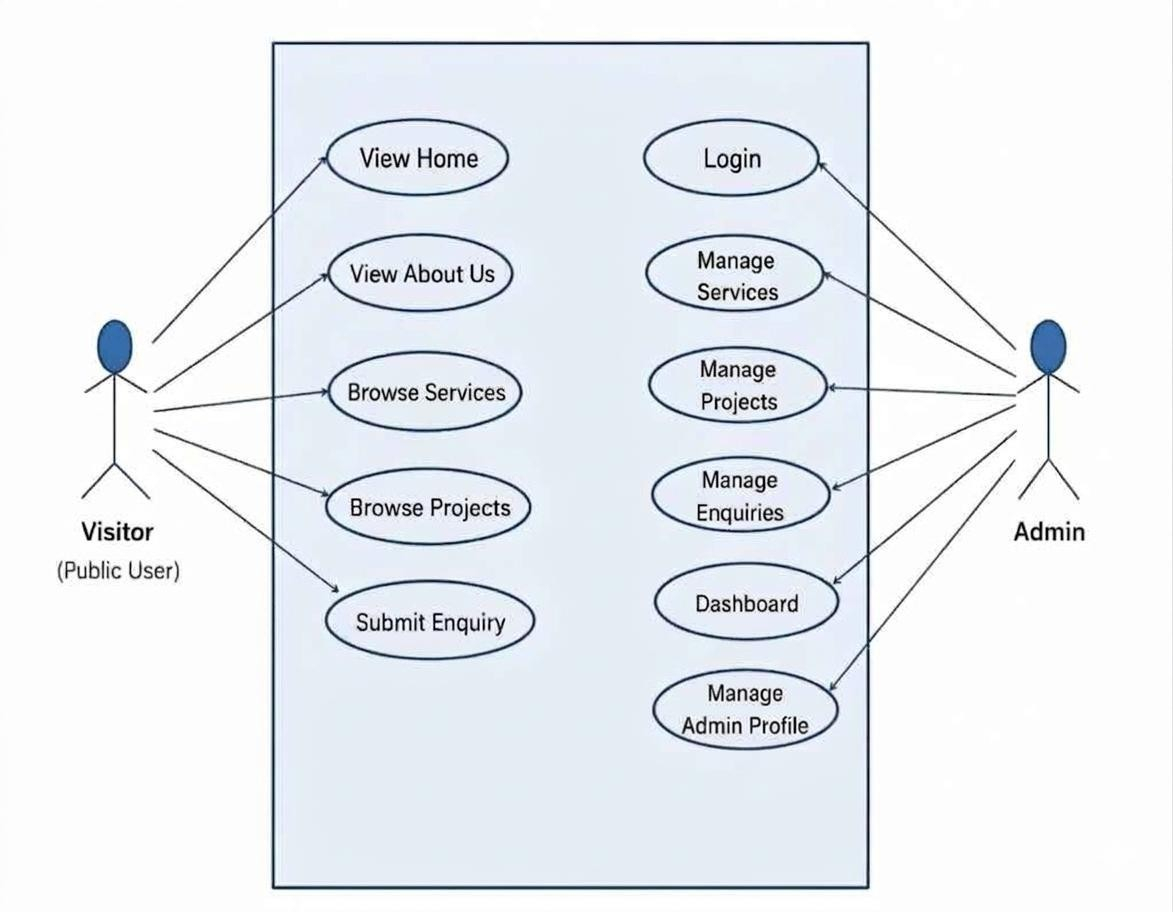 View Home
View About Us
Browse Services
Browse Projects
Submit Enquiry
Login
Manage
Services
Manage
Projects
Manage
Enquiries
Dashboard
Manage
Admin Profile
Visitor
(Public User)
Admin